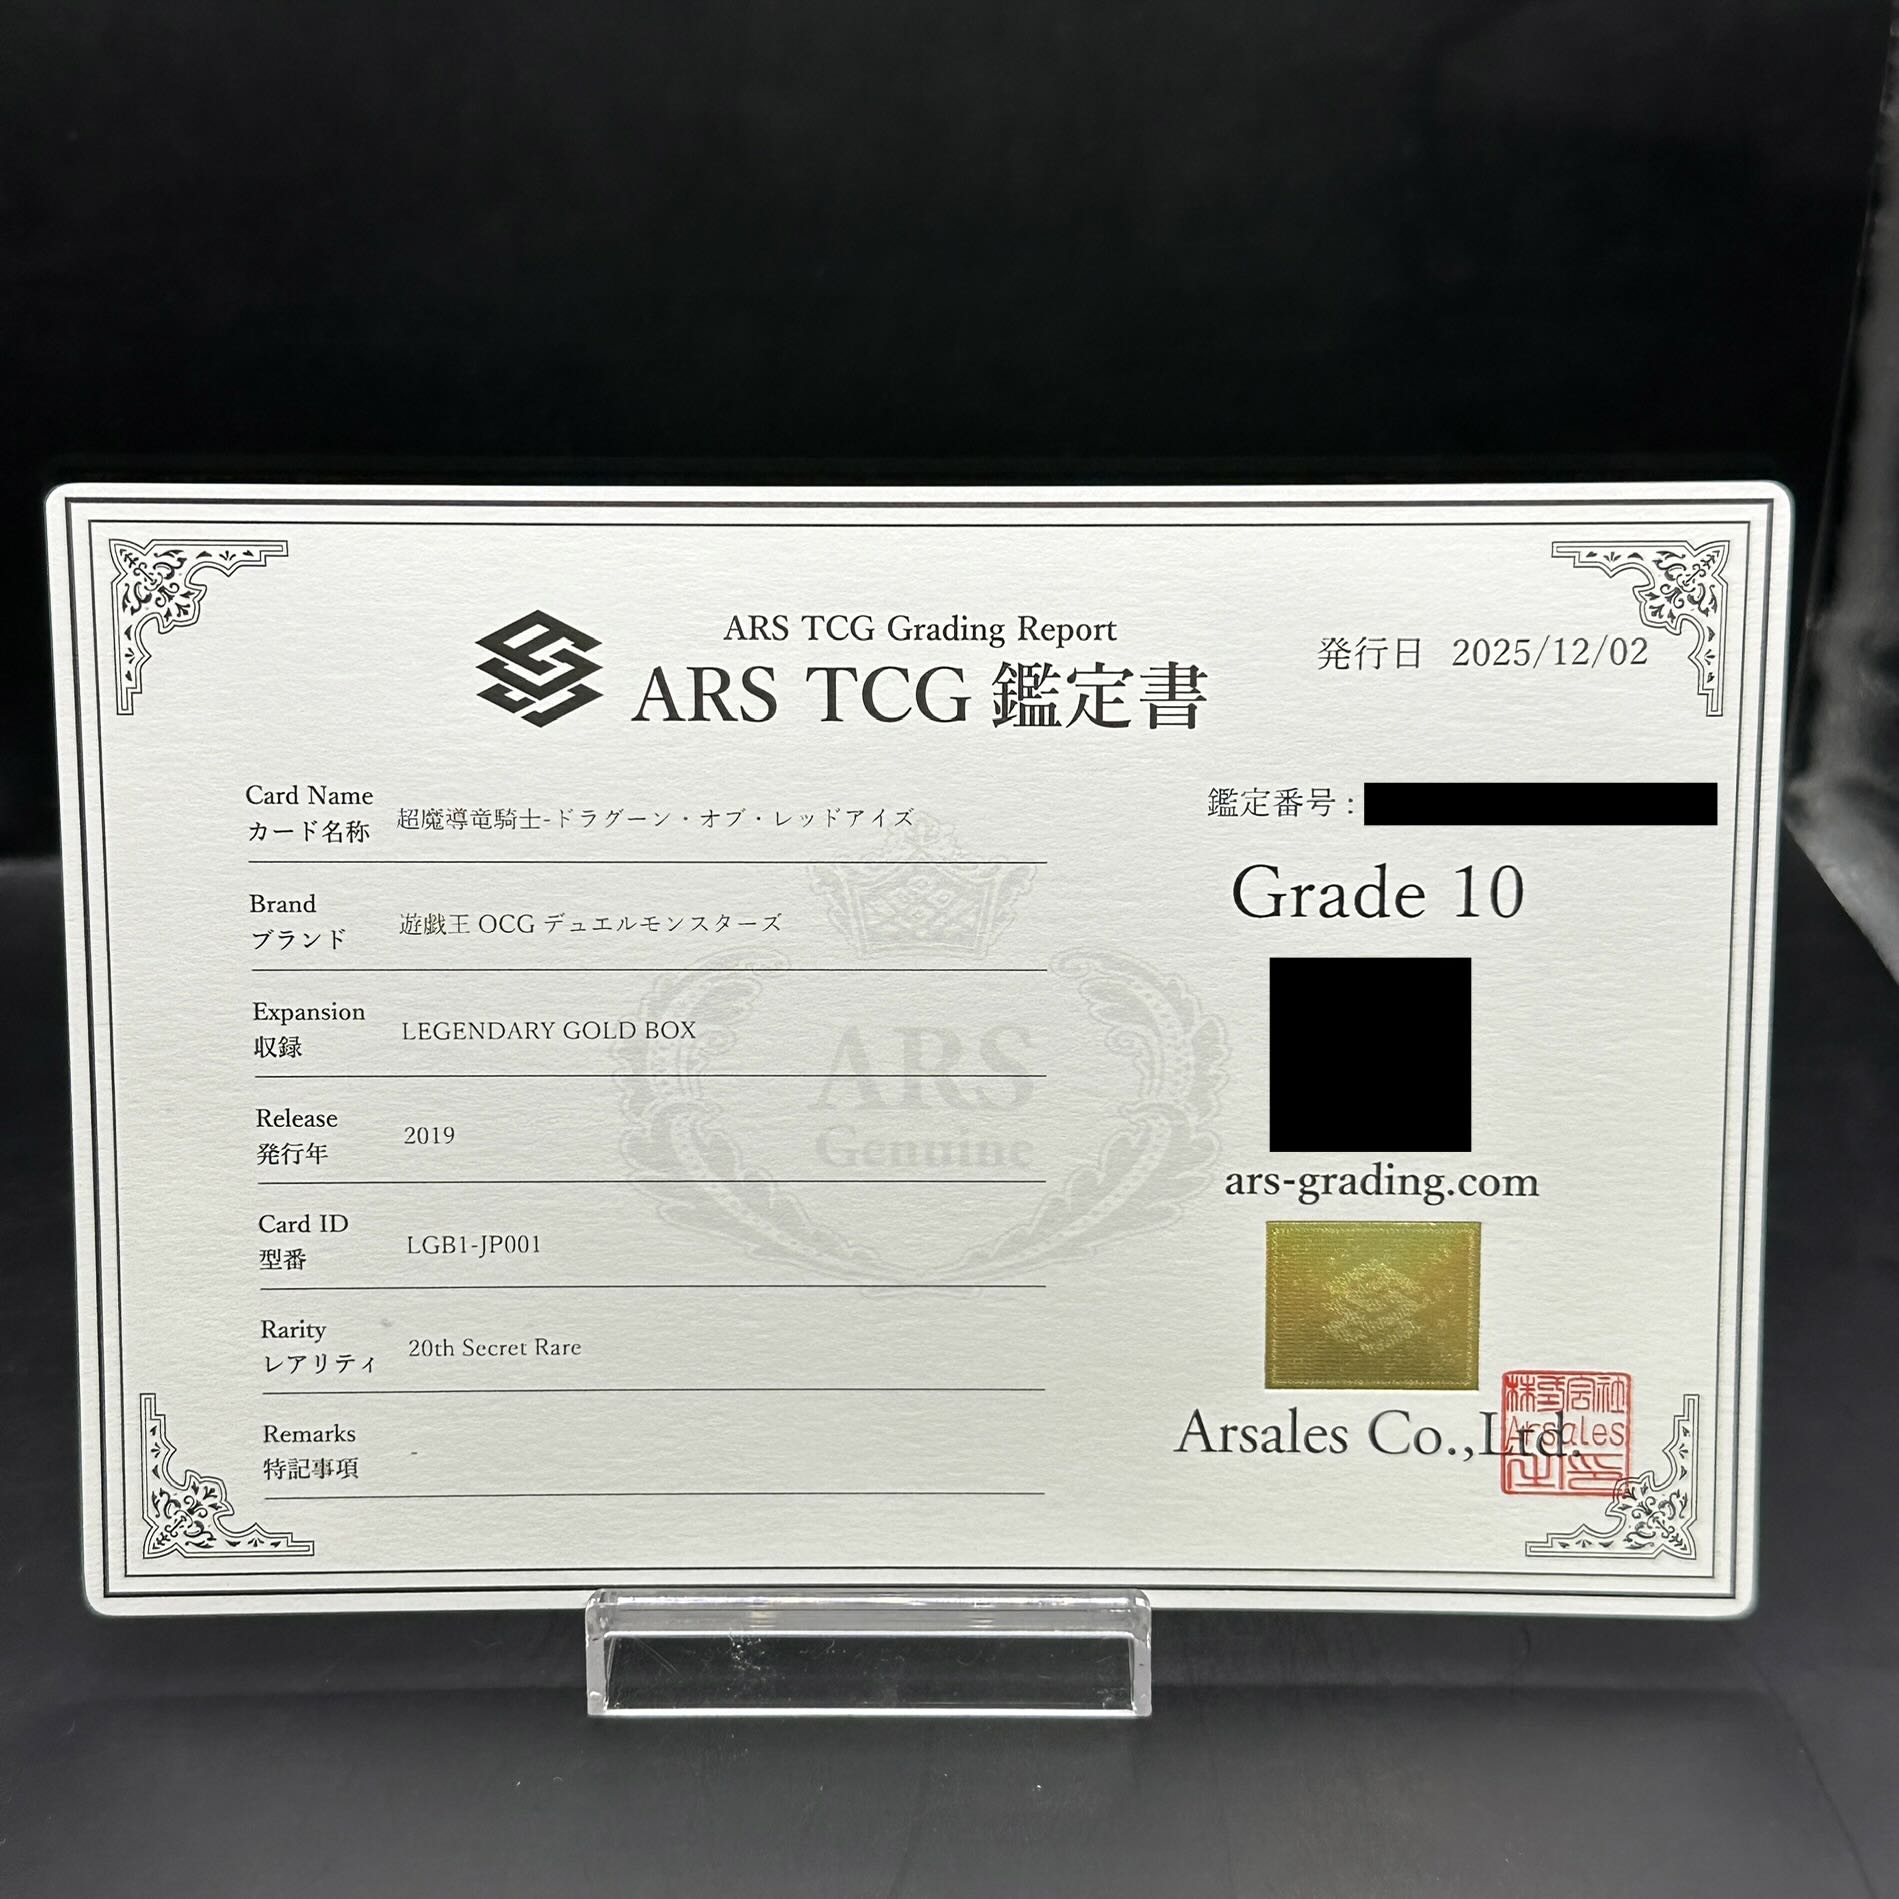 ARS TCG Grading Report
ARS TCG 鑑定書
発行日 2025/12/02
Card Name
カード名称
超魔導竜騎士-ドラグーン・オブ・レッドアイズ
Brand
ブランド
遊戯王 OCG デュエルモンスターズ
Expansion
収録
LEGENDARY GOLD BOX
Release
発行年
2019
Card ID
型番
LGB1-JP001
Rarity
レアリティ
20th Secret Rare
Remarks
特記事項
-
ARS
Genuine
鑑定番号 :
Grade 10
ars-grading.com
Arsales Co.,Ltd.
株式会社
Arsales